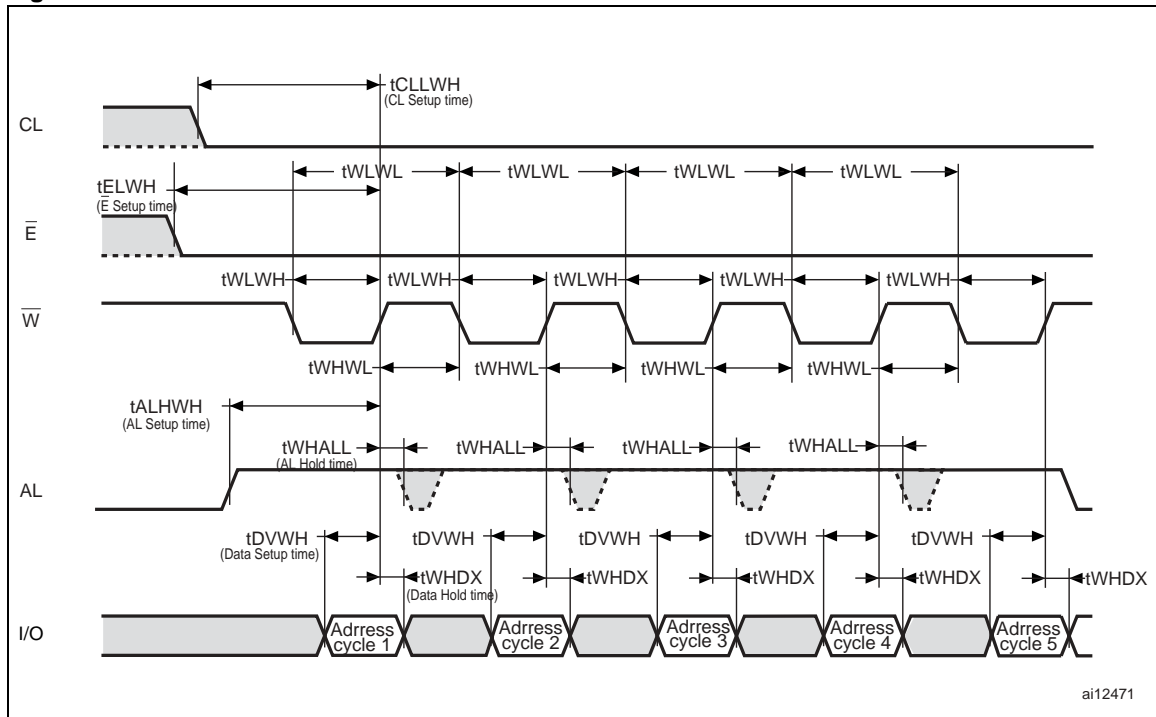 tCLLWH
(CL Setup time)
CL
tWLWL tWLWL tWLWL tWLWL
tELWH
(E Setup time)
E
tWLWH tWLWH tWLWH tWLWH tWLWH
W
tWHWL tWHWL tWHWL tWHWL
tALHWH
(AL Setup time)
tWHALL tWHALL tWHALL tWHALL
(AL Hold time)
AL
tDVWH tDVWH tDVWH tDVWH tDVWH
(Data Setup time)
tWHDX tWHDX tWHDX tWHDX tWHDX
(Data Hold time)
I/O
Adrress cycle 1
Adrress cycle 2
Adrress cycle 3
Adrress cycle 4
Adrress cycle 5
ai12471